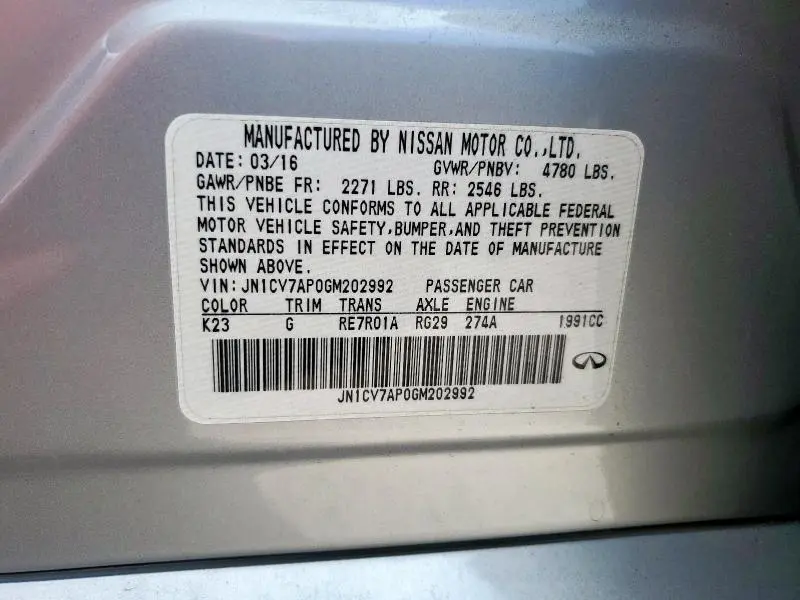 MANUFACTURED BY NISSAN MOTOR CO.,LTD.
DATE: 03/16 GVWR/PNBV: 4780 LBS.
GAWR/PNBE FR: 2271 LBS. RR: 2546 LBS.
THIS VEHICLE CONFORMS TO ALL APPLICABLE FEDERAL
MOTOR VEHICLE SAFETY,BUMPER,AND THEFT PREVENTION
STANDARDS IN EFFECT ON THE DATE OF MANUFACTURE
SHOWN ABOVE.
VIN: JN1CV7AP0GM202992 PASSENGER CAR
COLOR TRIM TRANS AXLE ENGINE
K23 G RE7R01A RG29 274A 1991CC
JN1CV7AP0GM202992